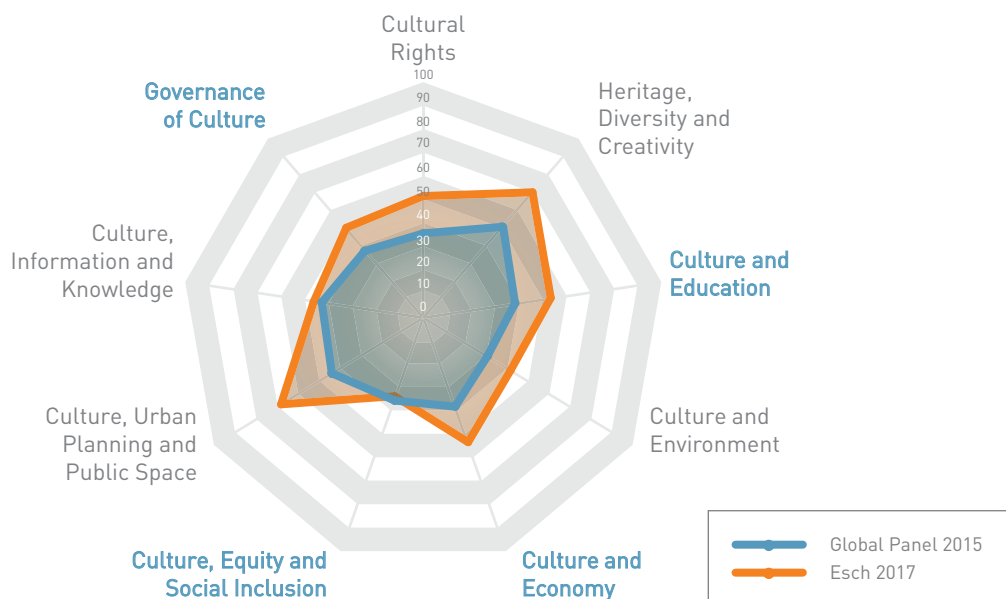 Cultural
Rights
100
90
80
70
60
50
40
30
20
10
0
Heritage,
Diversity and
Creativity
Culture and
Education
Culture and
Environment
Culture and
Economy
Culture, Equity and
Social Inclusion
Culture, Urban
Planning and
Public Space
Culture,
Information and
Knowledge
Governance
of Culture
Global Panel 2015
Esch 2017